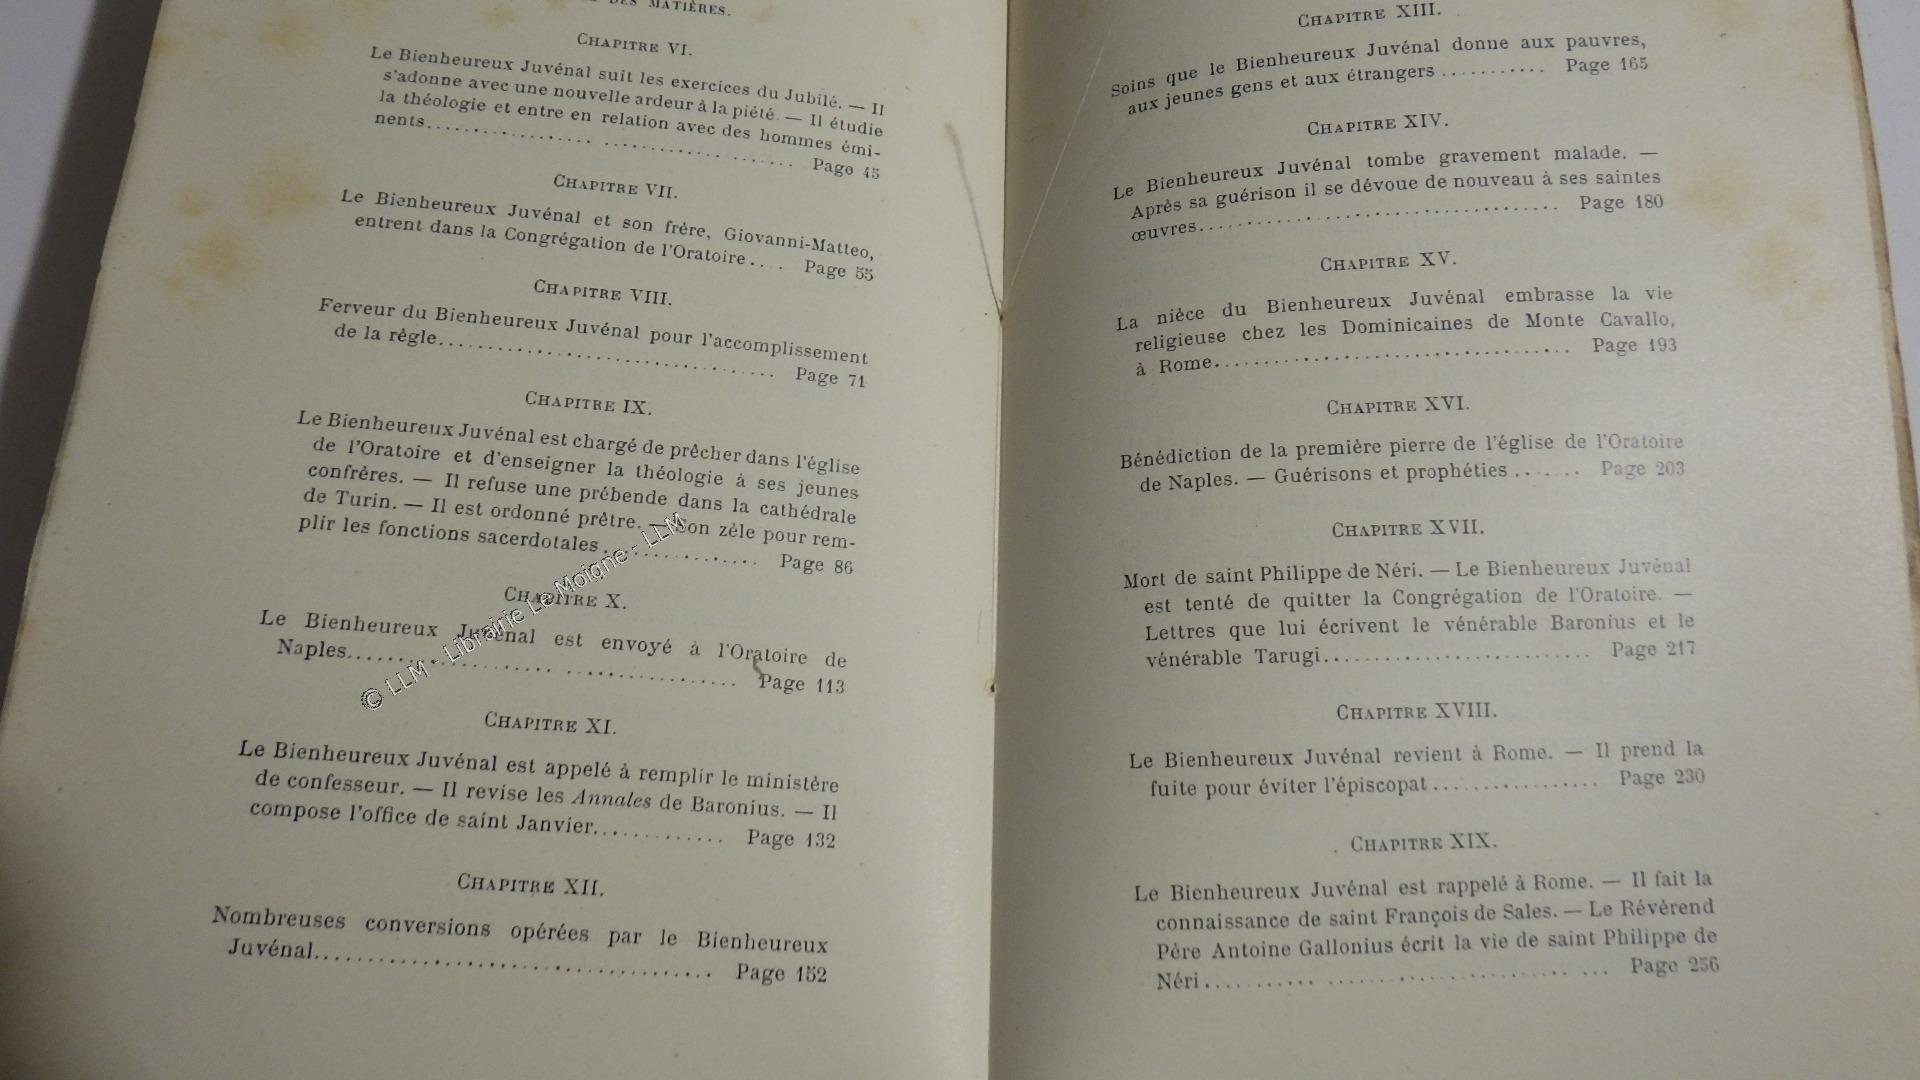 DES MATIÈRES.
CHAPITRE VI.
Le Bienheureux Juvénal suit les exercices du Jubilé. — Il
s'adonne avec une nouvelle ardeur à la piété. — Il étudie
la théologie et entre en relation avec des hommes émi-
nents.................. ............. ....... Page 45
CHAPITRE VII.
Le Bienheureux Juvénal et son frère, Giovanni-Matteo,
entrent dans la Congrégation de l'Oratoire.... Page 55
CHAPITRE VIII.
Ferveur du Bienheureux Juvénal pour l'accomplissement
de la règle.................................. Page 71
CHAPITRE IX.
Le Bienheureux Juvénal est chargé de prêcher dans l'église
de l'Oratoire et d'enseigner la théologie à ses jeunes
confrères. — Il refuse une prébende dans la cathédrale
de Turin. — Il est ordonné prêtre. — Son zèle pour rem-
plir les fonctions sacerdotales................ Page 86
CHAPITRE X.
Le Bienheureux Juvénal est envoyé à l'Oratoire de
Naples.................... ................. Page 113
CHAPITRE XI.
Le Bienheureux Juvénal est appelé à remplir le ministère
de confesseur. — Il revise les Annales de Baronius. — Il
compose l'office de saint Janvier............. Page 132
CHAPITRE XII.
Nombreuses conversions opérées par le Bienheureux
Juvénal..................................... Page 152
© LLM - Librairie Le Moigne - LLM
CHAPITRE XIII.
Soins que le Bienheureux Juvénal donne aux pauvres,
aux jeunes gens et aux étrangers ........... Page 165
CHAPITRE XIV.
Le Bienheureux Juvénal tombe gravement malade. —
Après sa guérison il se dévoue de nouveau à ses saintes
œuvres.................................... Page 180
CHAPITRE XV.
La nièce du Bienheureux Juvénal embrasse la vie
religieuse chez les Dominicaines de Monte Cavallo,
à Rome.................................... Page 193
CHAPITRE XVI.
Bénédiction de la première pierre de l'église de l'Oratoire
de Naples. — Guérisons et prophéties ....... Page 203
CHAPITRE XVII.
Mort de saint Philippe de Néri. — Le Bienheureux Juvénal
est tenté de quitter la Congrégation de l'Oratoire. —
Lettres que lui écrivent le vénérable Baronius et le
vénérable Tarugi........................... Page 217
CHAPITRE XVIII.
Le Bienheureux Juvénal revient à Rome. — Il prend la
fuite pour éviter l'épiscopat................. Page 230
CHAPITRE XIX.
Le Bienheureux Juvénal est rappelé à Rome. — Il fait la
connaissance de saint François de Sales. — Le Révérend
Père Antoine Gallonius écrit la vie de saint Philippe de
Néri........... ........................ ... Page 256